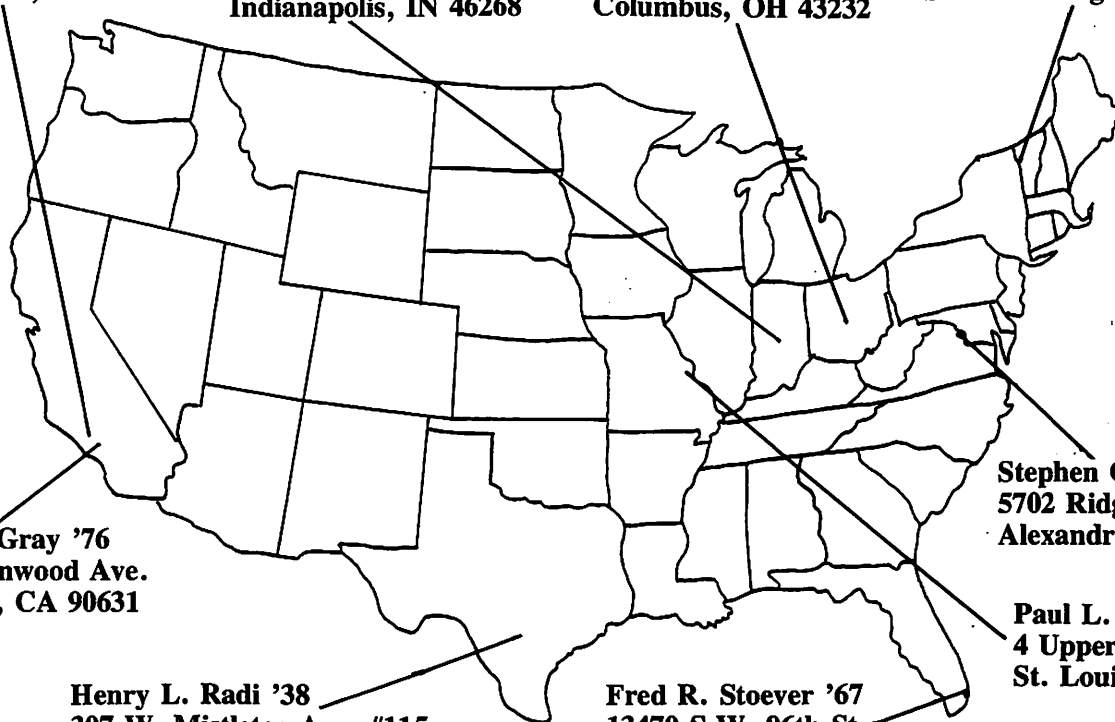 Indianapolis, IN 46268
Columbus, OH 43232
Stephen
5702
Alexandr
Gray ’76
nwood Ave.
, CA 90631
Paul L.
4 Upper
St. Loui
Henry L. Radi ’38
Fred R. Stoever ’67